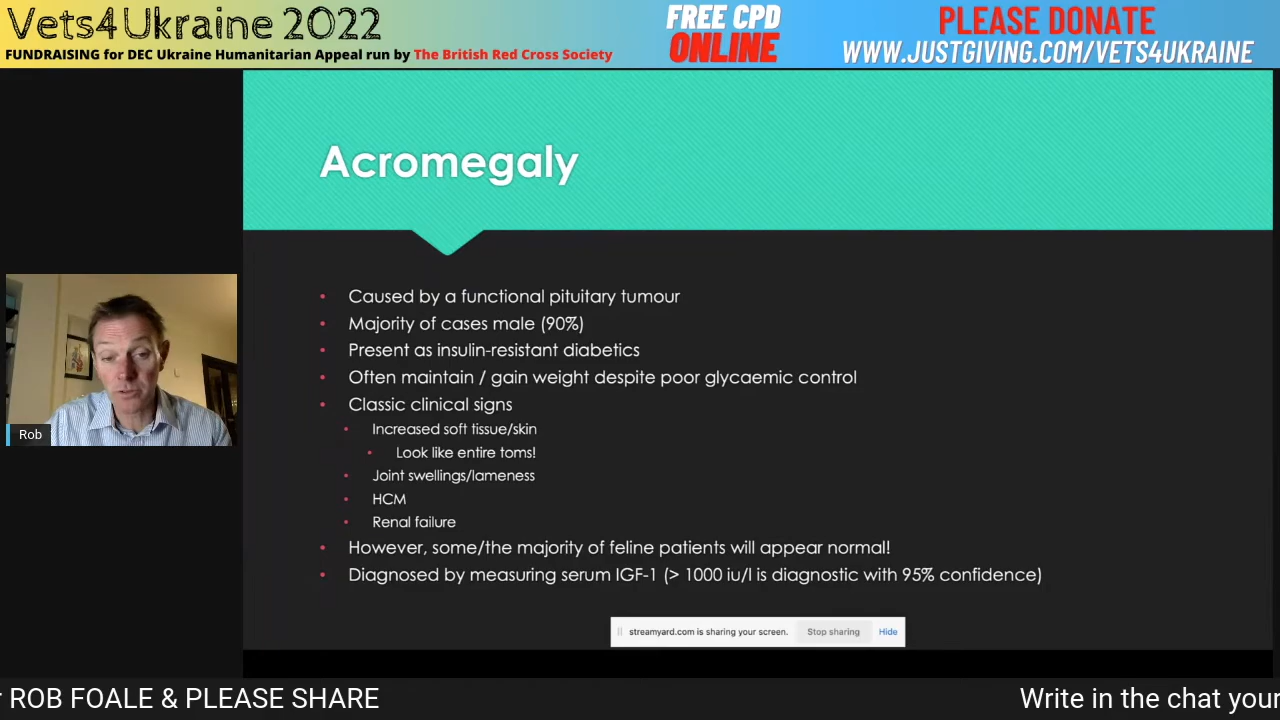 Vets4Ukraine 2022
FUNDRAISING for DEC Ukraine Humanitarian Appeal run by The British Red Cross Society
FREE CPD
ONLINE
PLEASE DONATE
WWW.JUSTGIVING.COM/VETS4UKRAINE
Acromegaly
• Caused by a functional pituitary tumour
• Majority of cases male (90%)
• Present as insulin-resistant diabetics
• Often maintain / gain weight despite poor glycaemic control
• Classic clinical signs
• Increased soft tissue/skin
• Look like entire toms!
• Joint swellings/lameness
• HCM
• Renal failure
• However, some/the majority of feline patients will appear normal!
• Diagnosed by measuring serum IGF-1 (> 1000 iu/l is diagnostic with 95% confidence)
Rob
streamyard.com is sharing your screen. Stop sharing Hide
ROB FOALE & PLEASE SHARE
Write in the chat your